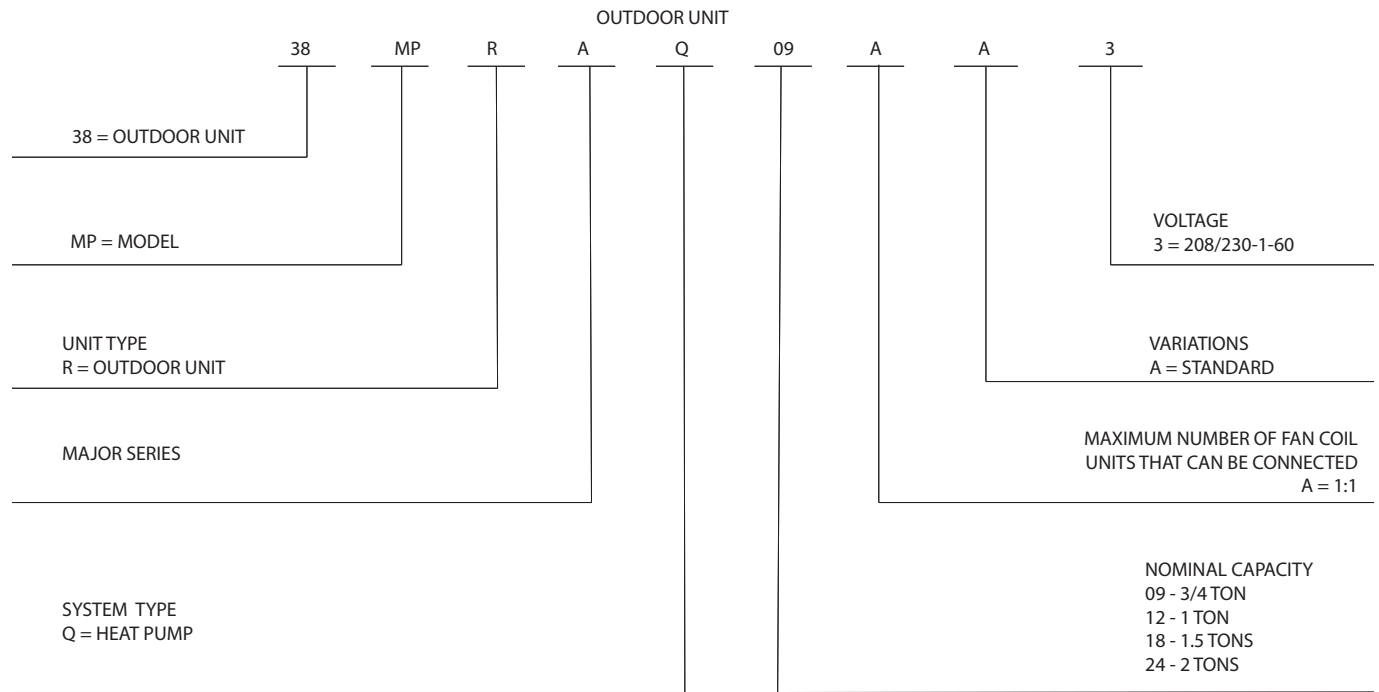 OUTDOOR UNIT
38 MP R A Q 09 A A 3
38 = OUTDOOR UNIT
MP = MODEL
VOLTAGE
3 = 208/230-1-60
UNIT TYPE
R = OUTDOOR UNIT
VARIATIONS
A = STANDARD
MAJOR SERIES
MAXIMUM NUMBER OF FAN COIL
UNITS THAT CAN BE CONNECTED
A = 1:1
SYSTEM TYPE
Q = HEAT PUMP
NOMINAL CAPACITY
09 - 3/4 TON
12 - 1 TON
18 - 1.5 TONS
24 - 2 TONS